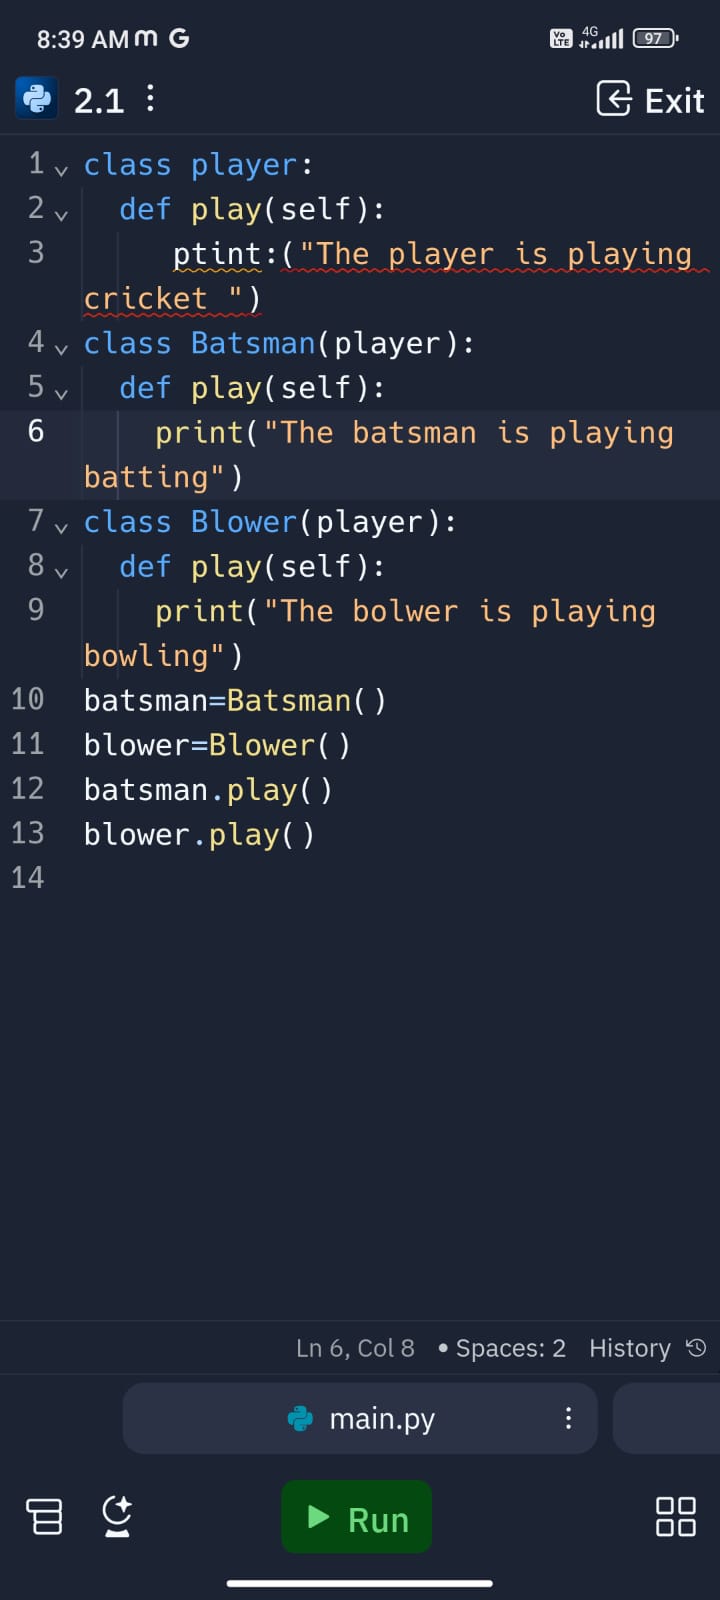 8:39 AM m G Vo LTE 4G 97
2.1 Exit
1 class player:
2 def play(self):
3 ptint:("The player is playing
cricket ")
4 class Batsman(player):
5 def play(self):
6 print("The batsman is playing
batting")
7 class Blower(player):
8 def play(self):
9 print("The bolwer is playing
bowling")
10 batsman=Batsman()
11 blower=Blower()
12 batsman.play()
13 blower.play()
14
Ln 6, Col 8 • Spaces: 2 History
main.py
Run